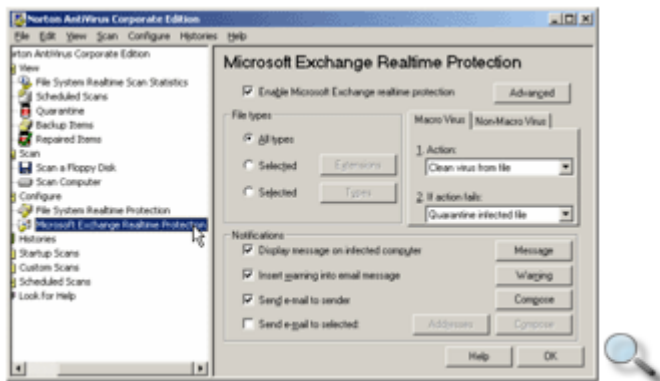 Norton AntiVirus Corporate Edition
File Edit View Scan Configure Histories Help
rton AntiVirus Corporate Edition
View
File System Realtime Scan Statistics
Scheduled Scans
Quarantine
Backup Items
Repaired Items
Scan
Scan a Floppy Disk
Scan Computer
Configure
File System Realtime Protection
Microsoft Exchange Realtime Protection
Histories
Startup Scans
Custom Scans
Scheduled Scans
Look for Help
Microsoft Exchange Realtime Protection
Enable Microsoft Exchange realtime protection
Advanced
File types
All types
Selected
Extensions
Selected
Types
Macro Virus
Non-Macro Virus
1. Action:
Clean virus from file
2. If action fails:
Quarantine infected file
Notifications
Display message on infected computer
Message
Insert warning into email message
Warning
Send e-mail to sender
Compose
Send e-mail to selected:
Addresses
Compose
Help
OK